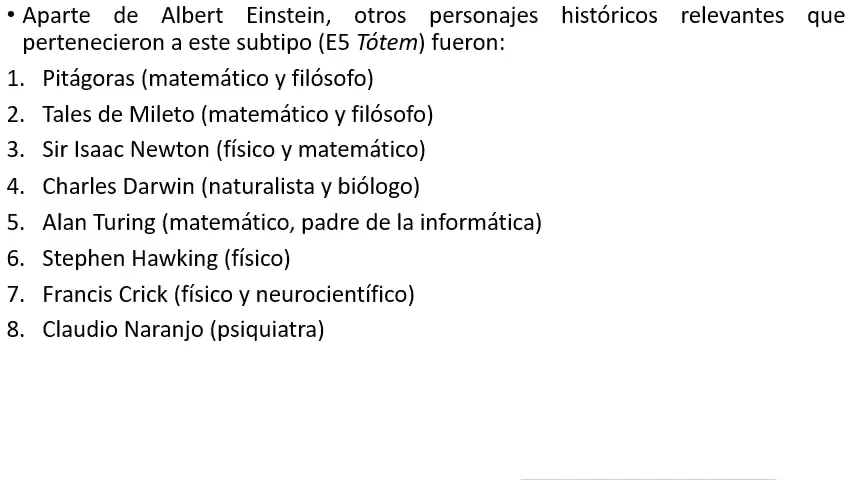 • Aparte de Albert Einstein, otros personajes históricos relevantes que
pertenecieron a este subtipo (E5 Tótem) fueron:
1. Pitágoras (matemático y filósofo)
2. Tales de Mileto (matemático y filósofo)
3. Sir Isaac Newton (físico y matemático)
4. Charles Darwin (naturalista y biólogo)
5. Alan Turing (matemático, padre de la informática)
6. Stephen Hawking (físico)
7. Francis Crick (físico y neurocientífico)
8. Claudio Naranjo (psiquiatra)